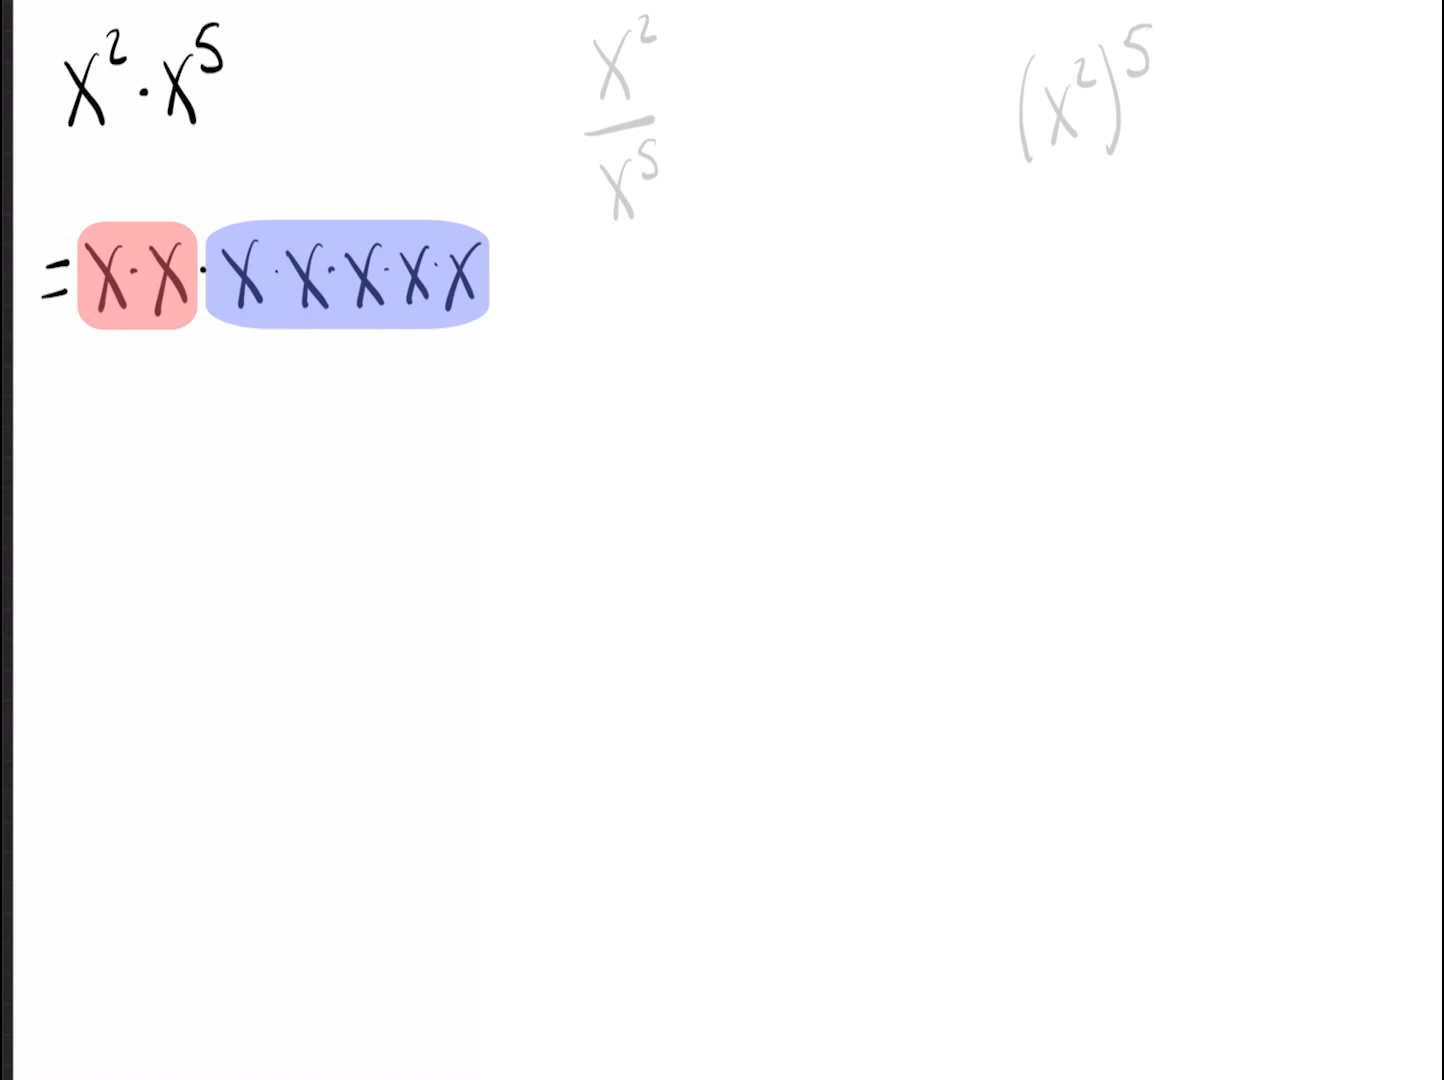 x² · x⁵
x²
x⁵
(x²)⁵
= x · x · x · x · x · x · x